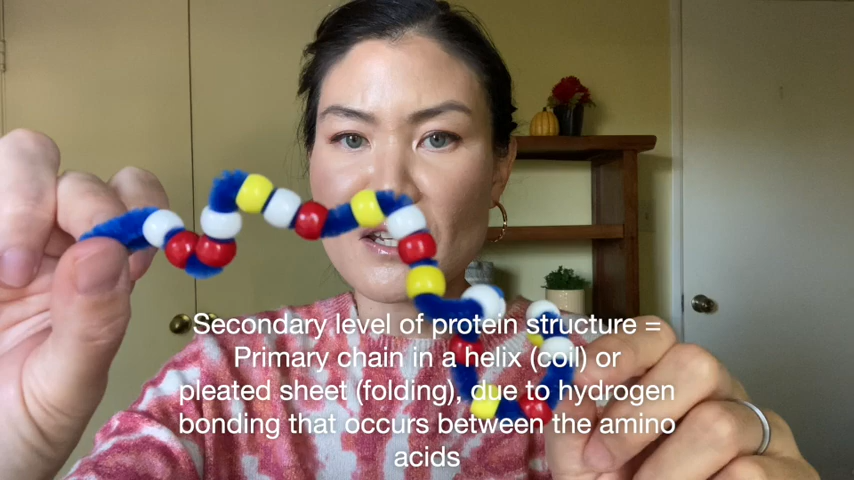 Secondary level of protein structure =
Primary chain in a helix (coil) or
pleated sheet (folding), due to hydrogen
bonding that occurs between the amino
acids